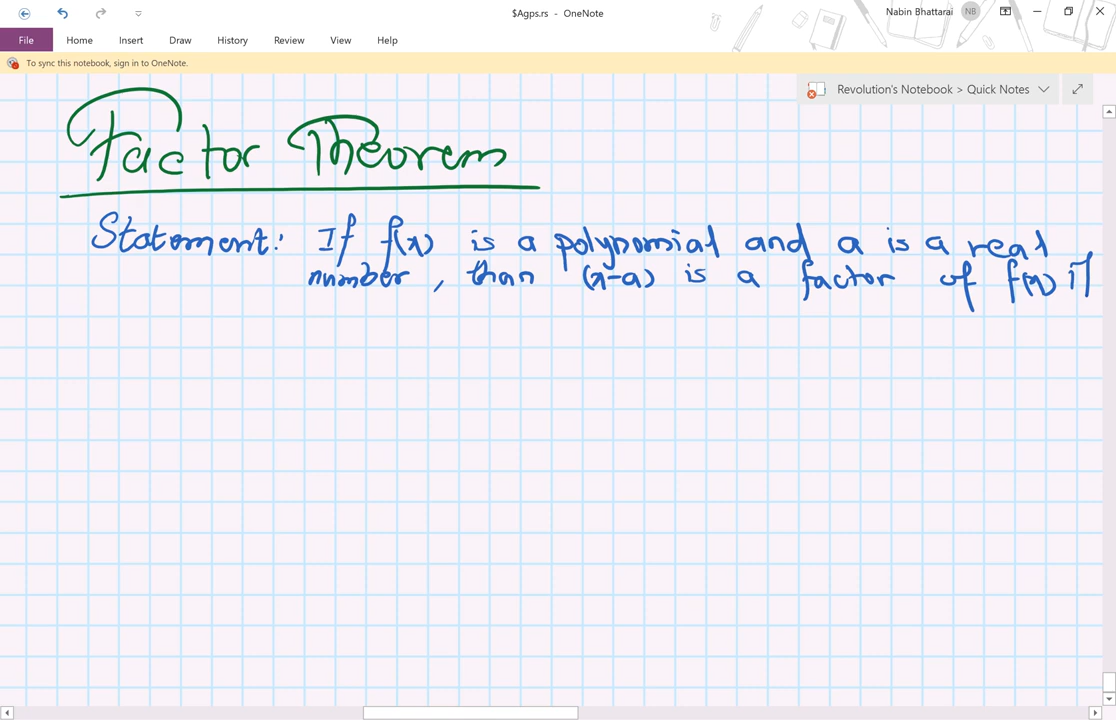 $Agps.rs - OneNote
Nabin Bhattarai NB
File Home Insert Draw History Review View Help
To sync this notebook, sign in to OneNote.
Revolution's Notebook > Quick Notes
Factor Theorem
Statement: If f(x) is a polynomial and a is a real
number, than (x-a) is a factor of f(x) if